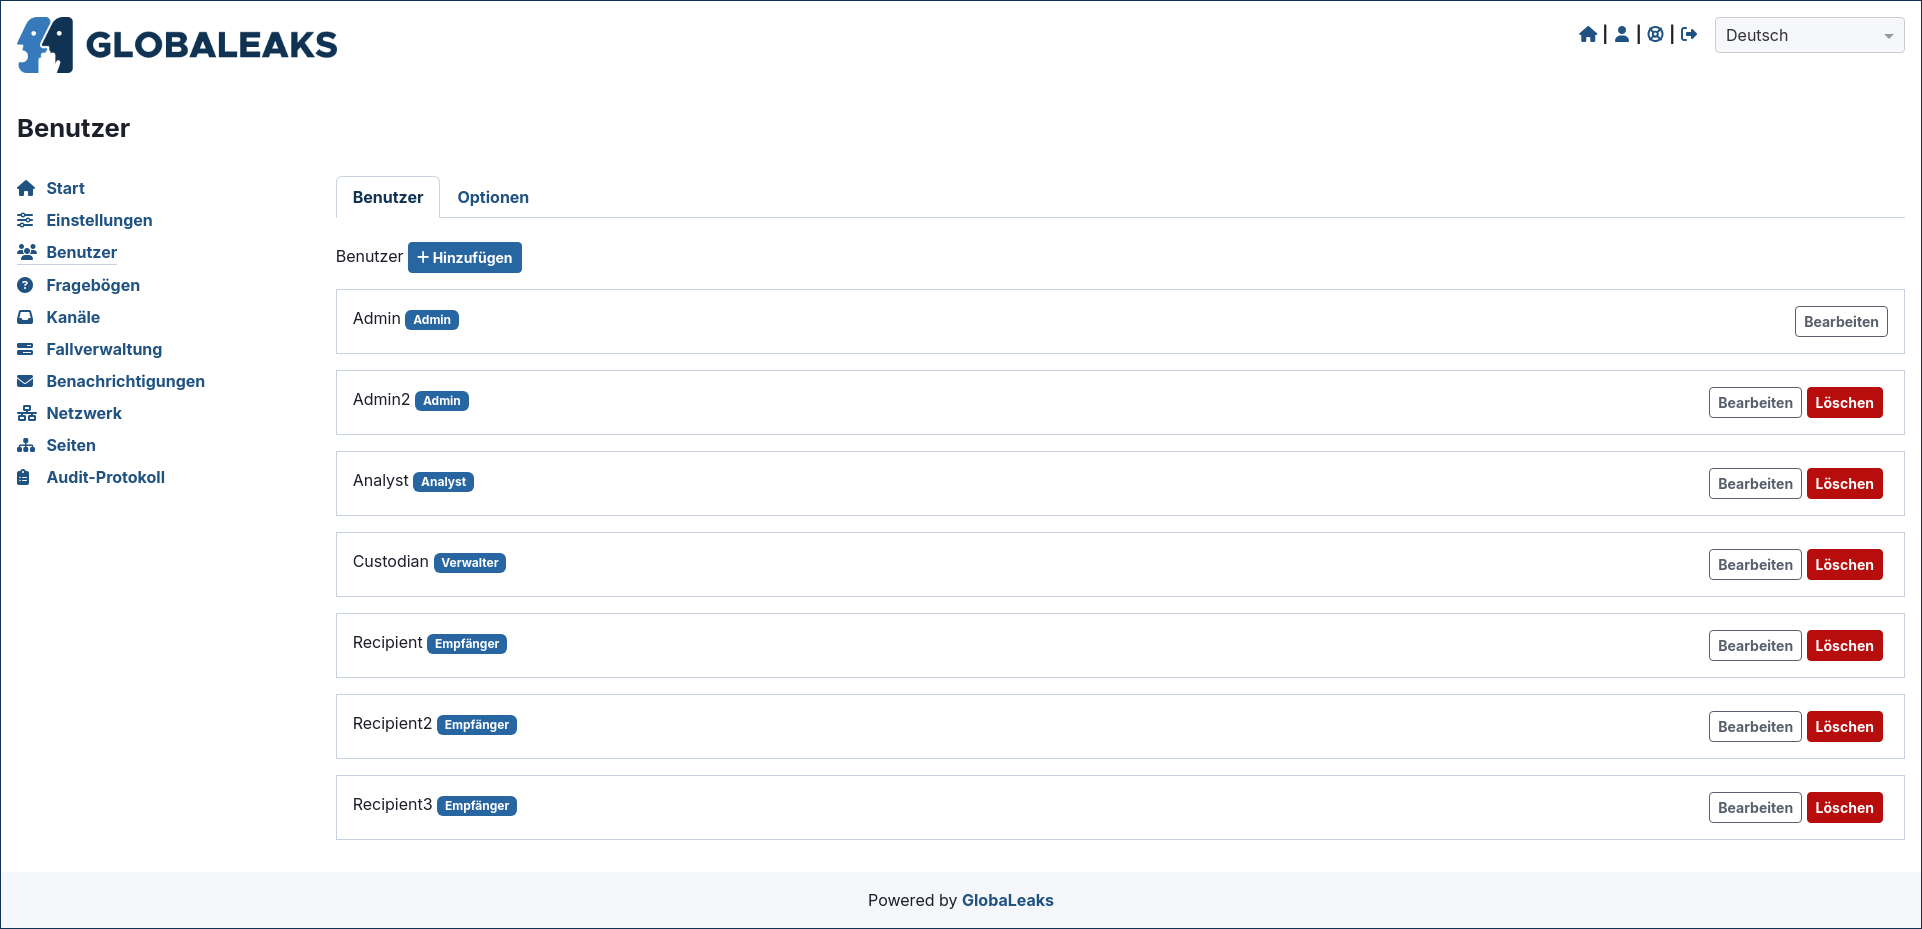 GLOBALEAKS
Deutsch
Benutzer
Start
Einstellungen
Benutzer
Fragebögen
Kanäle
Fallverwaltung
Benachrichtigungen
Netzwerk
Seiten
Audit-Protokoll
Benutzer Optionen
Benutzer + Hinzufügen
Admin Admin Bearbeiten
Admin2 Admin Bearbeiten Löschen
Analyst Analyst Bearbeiten Löschen
Custodian Verwalter Bearbeiten Löschen
Recipient Empfänger Bearbeiten Löschen
Recipient2 Empfänger Bearbeiten Löschen
Recipient3 Empfänger Bearbeiten Löschen
Powered by GlobaLeaks